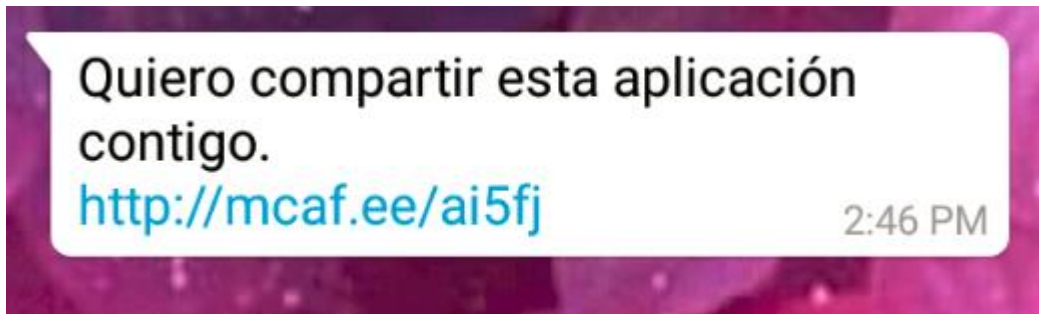 Quiero compartir esta aplicación
contigo.
http://mcaf.ee/ai5fj
2:46 PM